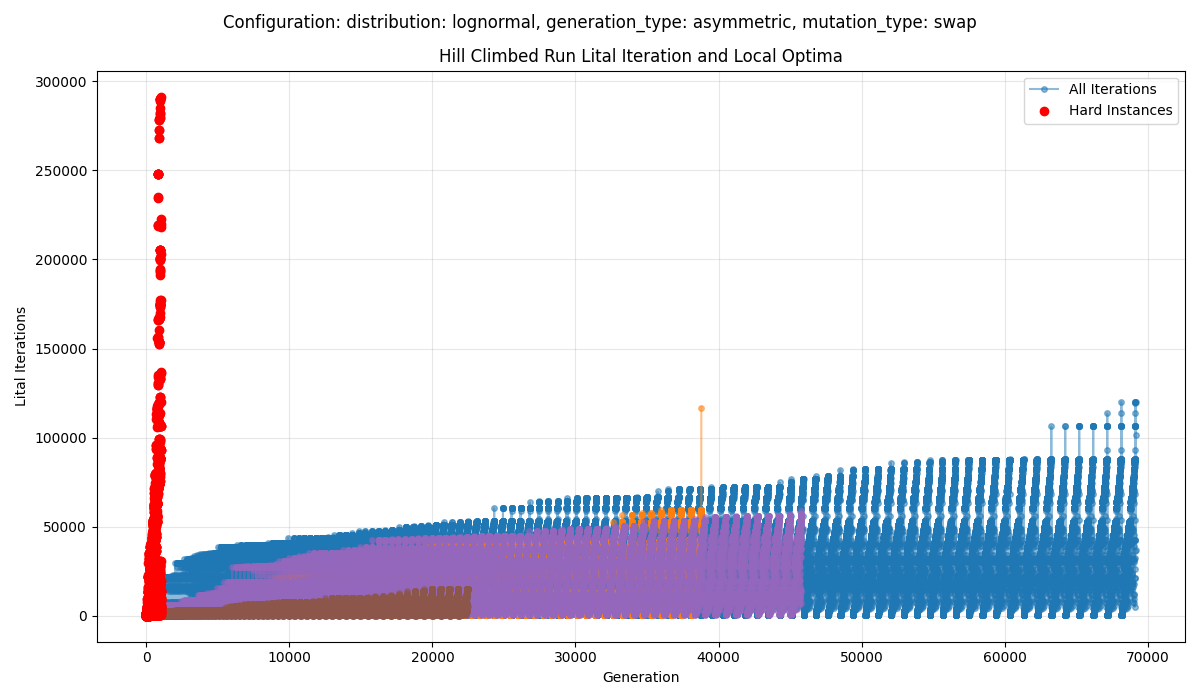 Configuration: distribution: lognormal, generation_type: asymmetric, mutation_type: swap
Hill Climbed Run Lital Iteration and Local Optima
All Iterations
Hard Instances
Lital Iterations
300000
250000
200000
150000
100000
50000
0
0 10000 20000 30000 40000 50000 60000 70000
Generation